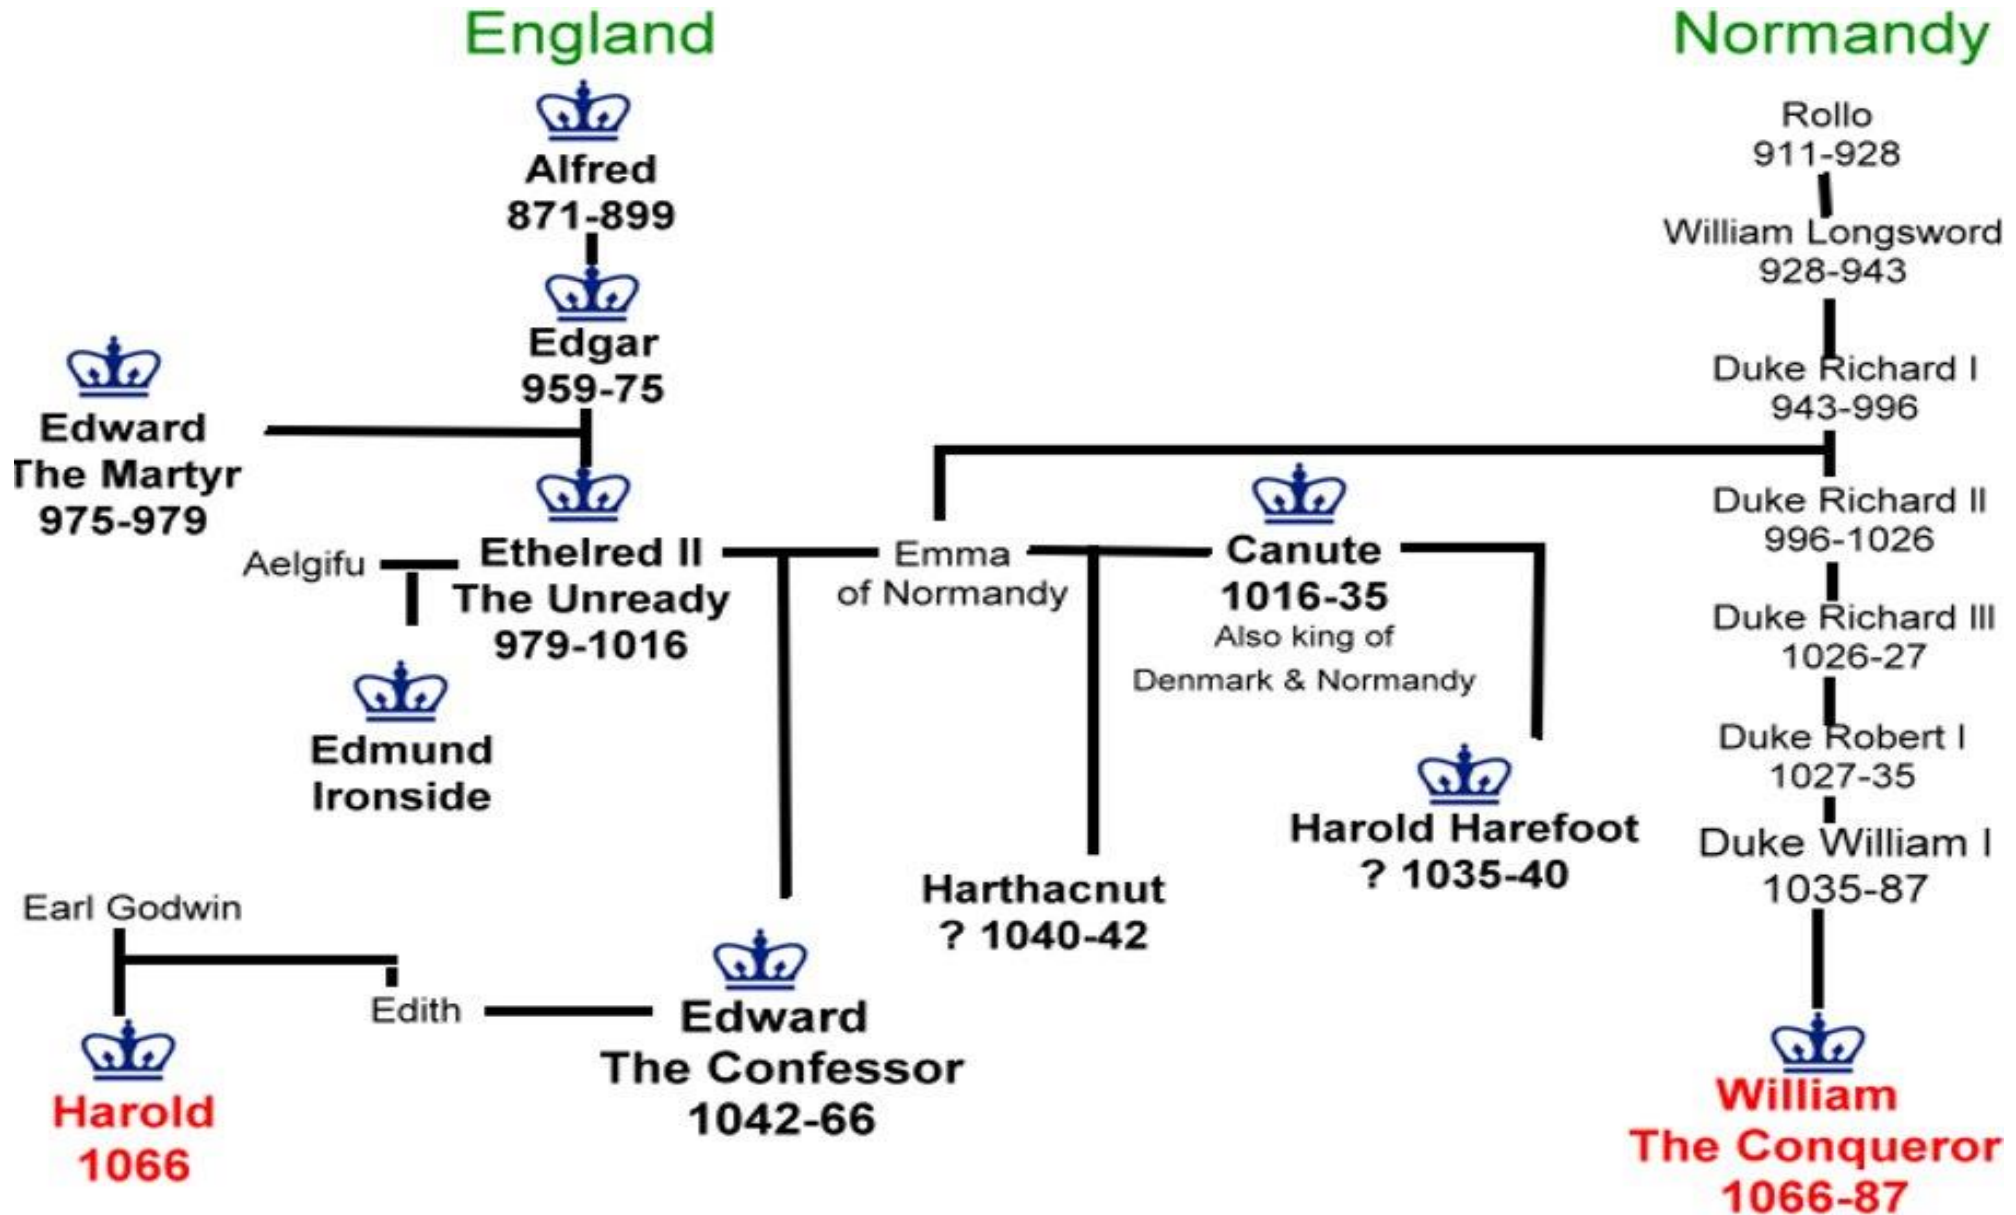 England
Normandy
Alfred
871-899
Edgar
959-75
Edward
The Martyr
975-979
Aelgifu
Ethelred II
The Unready
979-1016
Emma
of Normandy
Canute
1016-35
Also king of
Denmark & Normandy
Edmund
Ironside
Harold Harefoot
? 1035-40
Harthacnut
? 1040-42
Earl Godwin
Edith
Edward
The Confessor
1042-66
Harold
1066
Rollo
911-928
William Longsword
928-943
Duke Richard I
943-996
Duke Richard II
996-1026
Duke Richard III
1026-27
Duke Robert I
1027-35
Duke William I
1035-87
William
The Conqueror
1066-87